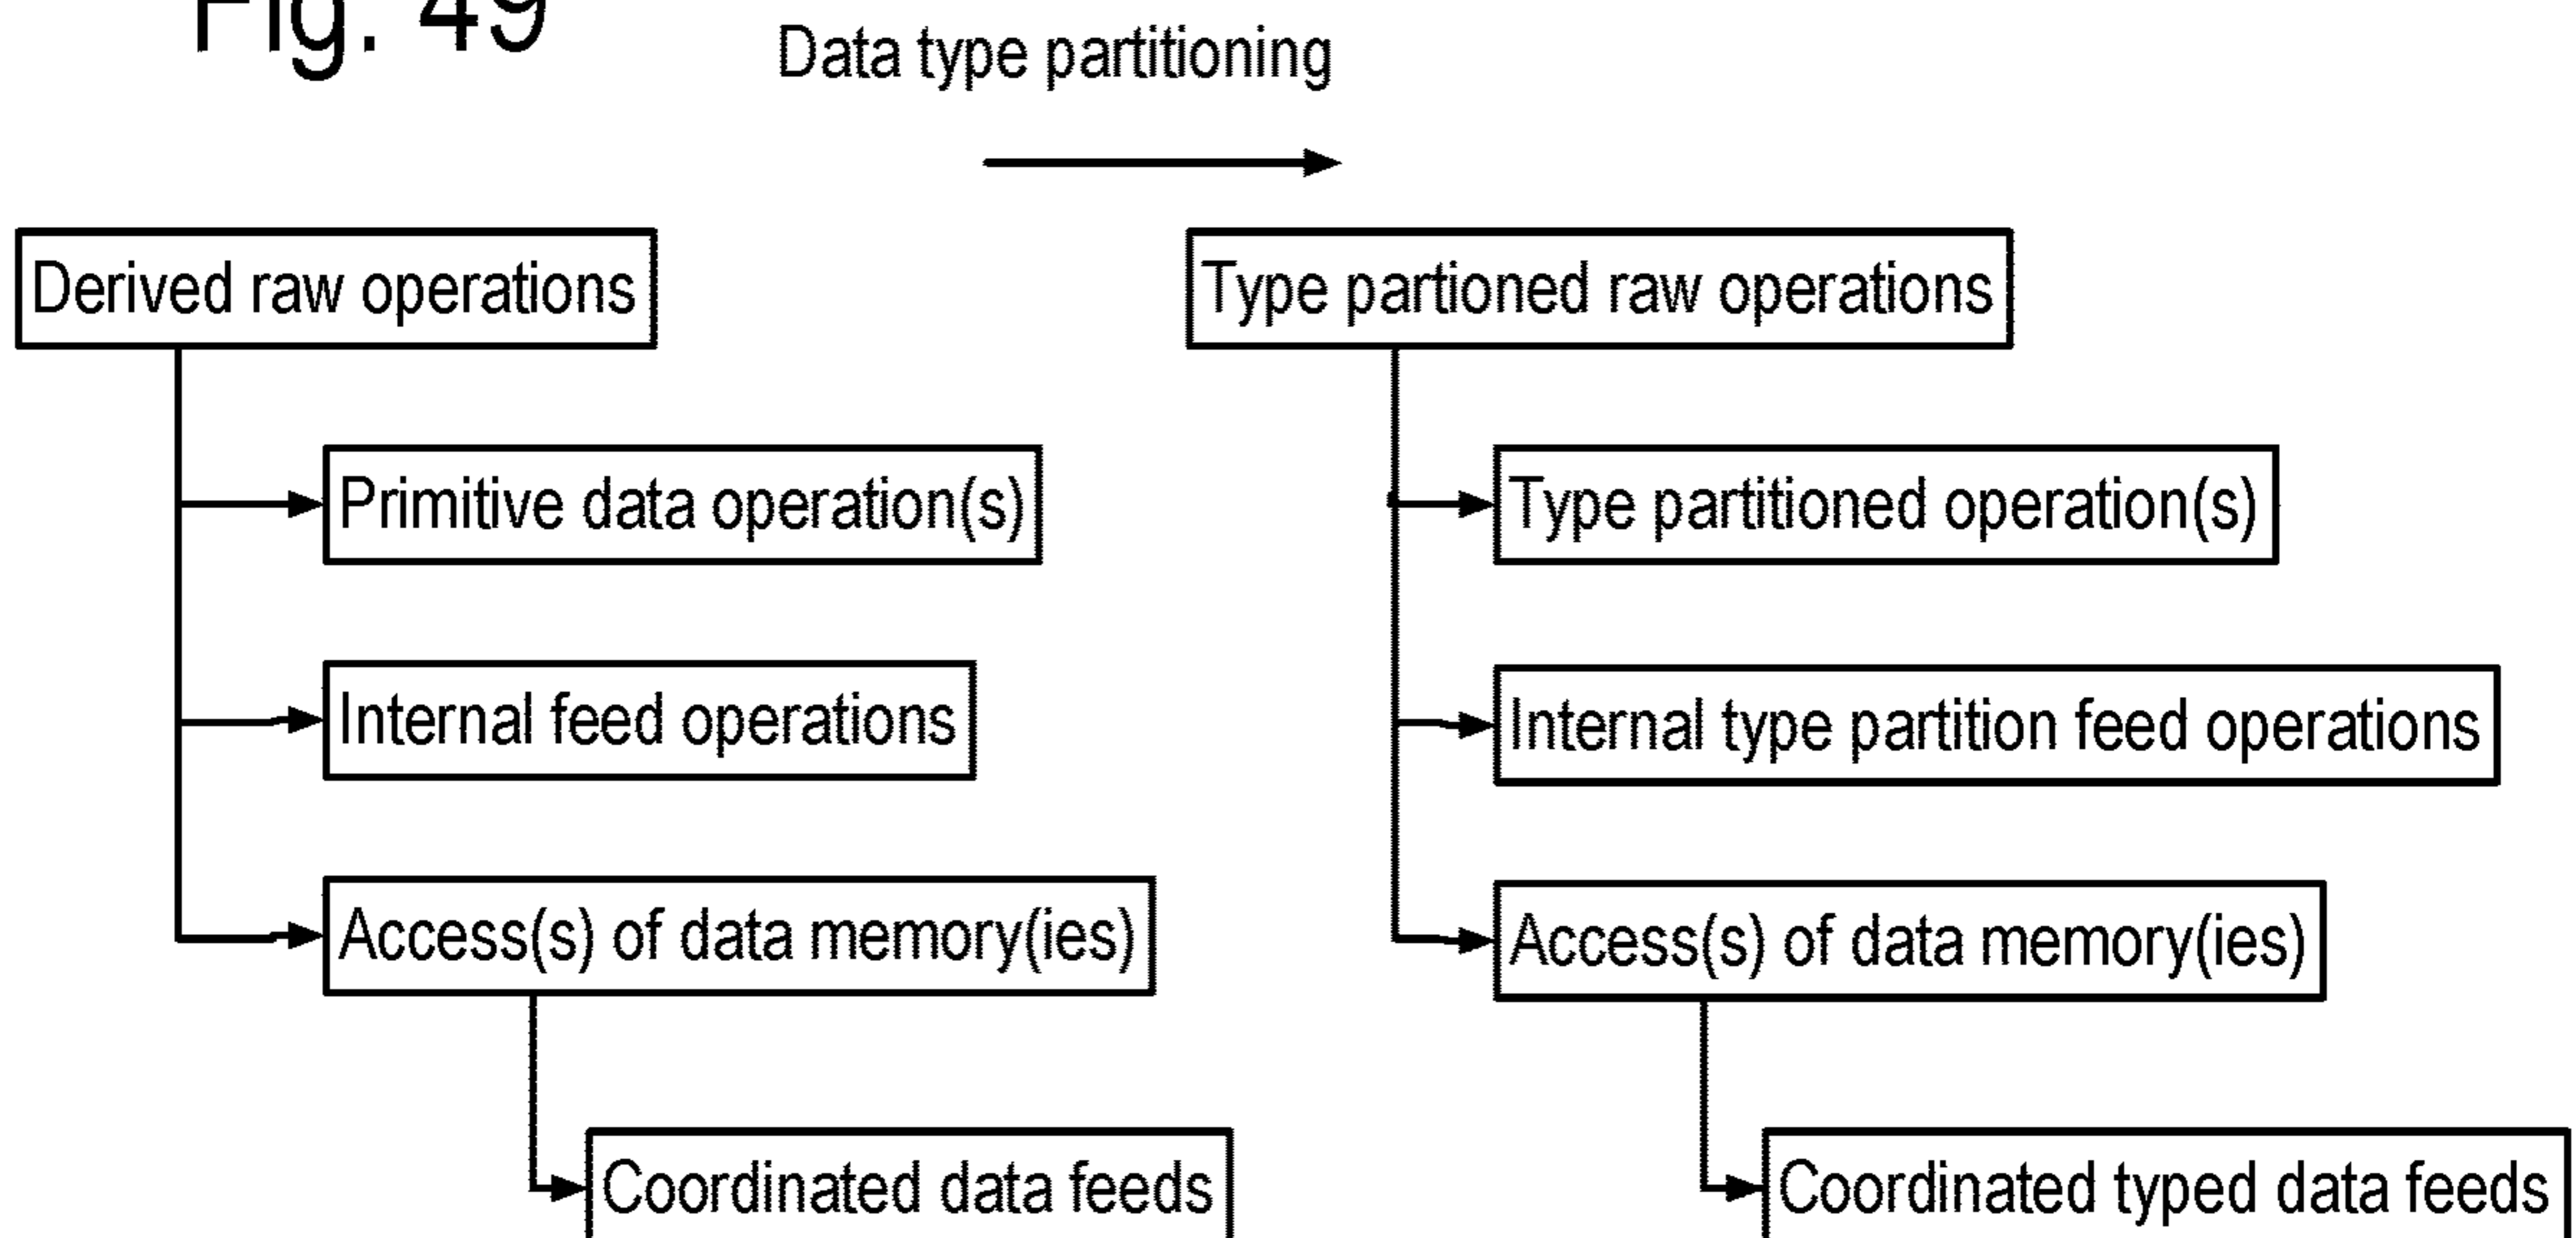 Fig. 49
Data type partitioning
Derived raw operations
Primitive data operation(s)
Internal feed operations
Access(s) of data memory(ies)
Coordinated data feeds
Type partioned raw operations
Type partitioned operation(s)
Internal type partition feed operations
Access(s) of data memory(ies)
Coordinated typed data feeds